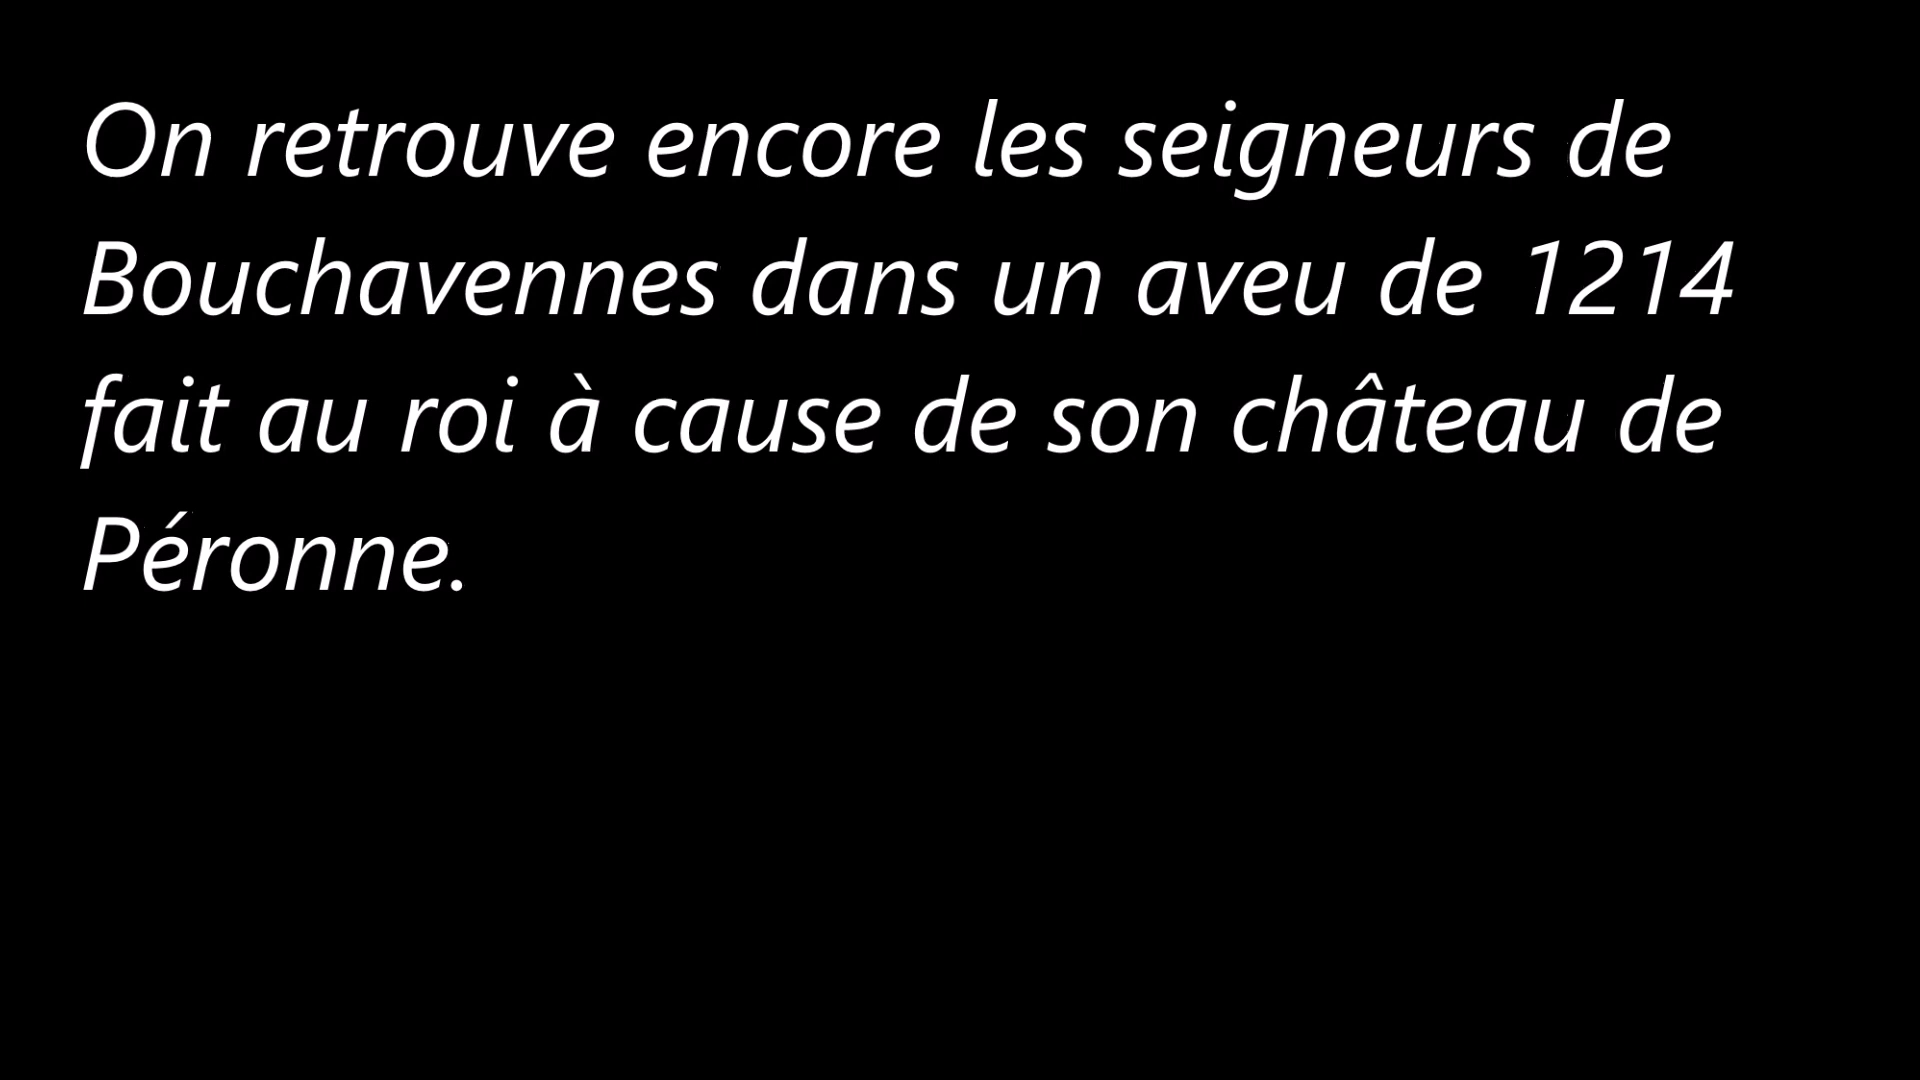 On retrouve encore les seigneurs de
Bouchavennes dans un aveu de 1214
fait au roi à cause de son château de
Péronne.